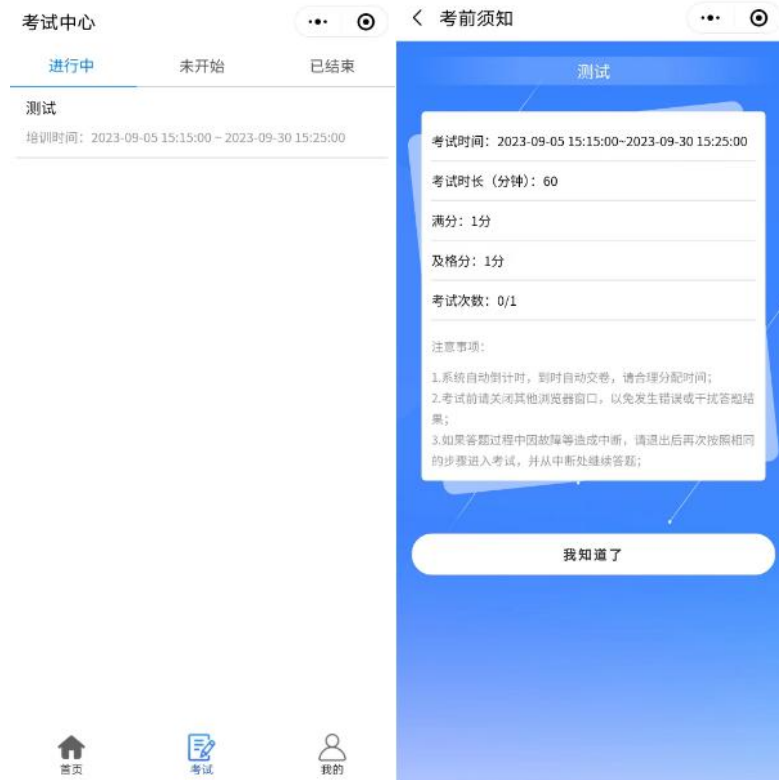 考试中心
进行中 未开始 已结束
测试
培训时间：2023-09-05 15:15:00 ~ 2023-09-30 15:25:00
首页 考试 我的
考前须知
测试
考试时间：2023-09-05 15:15:00~2023-09-30 15:25:00
考试时长（分钟）：60
满分：1分
及格分：1分
考试次数：0/1
注意事项：
1.系统自动倒计时，到时自动交卷，请合理分配时间；
2.考试前请关闭其他浏览器窗口，以免发生错误或干扰答题结
果；
3.如果答题过程中因故障等造成中断，请退出后再次按照相同
的步骤进入考试，并从中断处继续答题；
我知道了